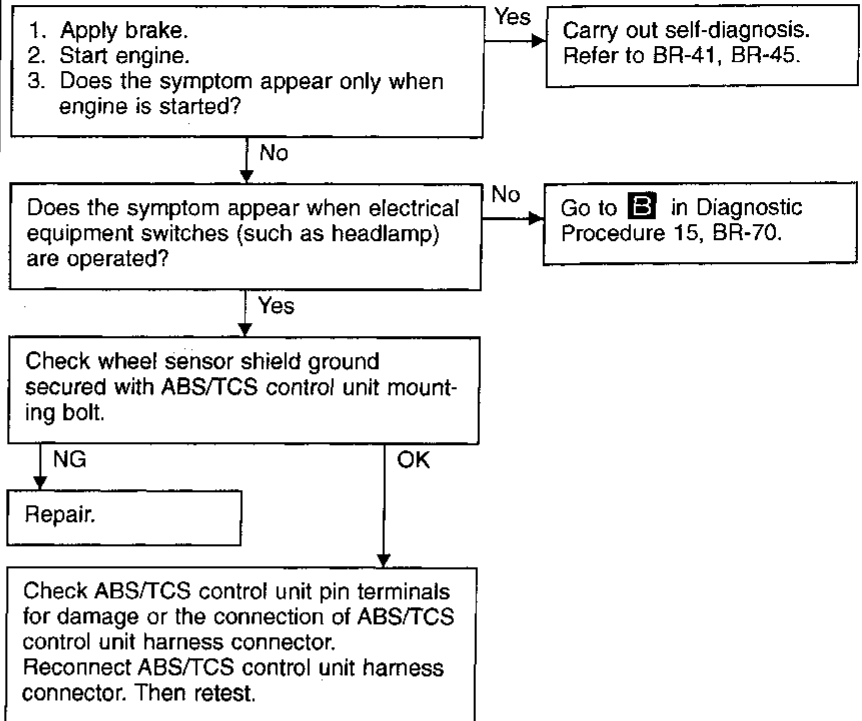 1. Apply brake.
2. Start engine.
3. Does the symptom appear only when
engine is started?
Yes
Carry out self-diagnosis.
Refer to BR-41, BR-45.
No
Does the symptom appear when electrical
equipment switches (such as headlamp)
are operated?
No
Go to B in Diagnostic
Procedure 15, BR-70.
Yes
Check wheel sensor shield ground
secured with ABS/TCS control unit mount-
ing bolt.
NG
OK
Repair.
Check ABS/TCS control unit pin terminals
for damage or the connection of ABS/TCS
control unit harness connector.
Reconnect ABS/TCS control unit harness
connector. Then retest.